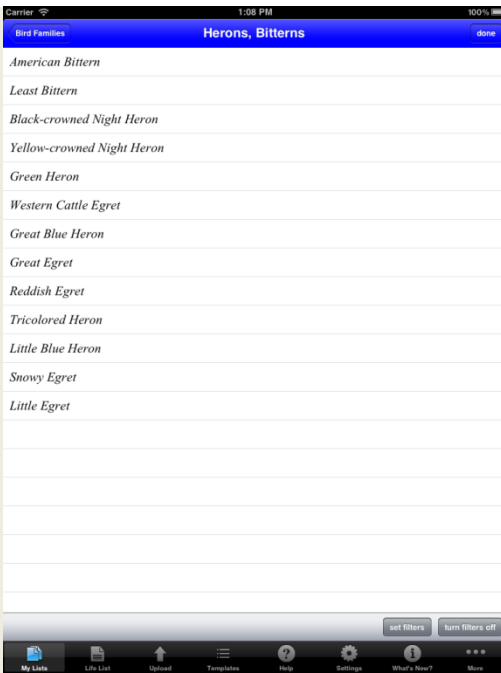 Carrier 1:08 PM 100%
Bird Families Herons, Bitterns done
American Bittern
Least Bittern
Black-crowned Night Heron
Yellow-crowned Night Heron
Green Heron
Western Cattle Egret
Great Blue Heron
Great Egret
Reddish Egret
Tricolored Heron
Little Blue Heron
Snowy Egret
Little Egret
set filters turn filters off
My Lists Life List Upload Templates Help Settings What's New? More